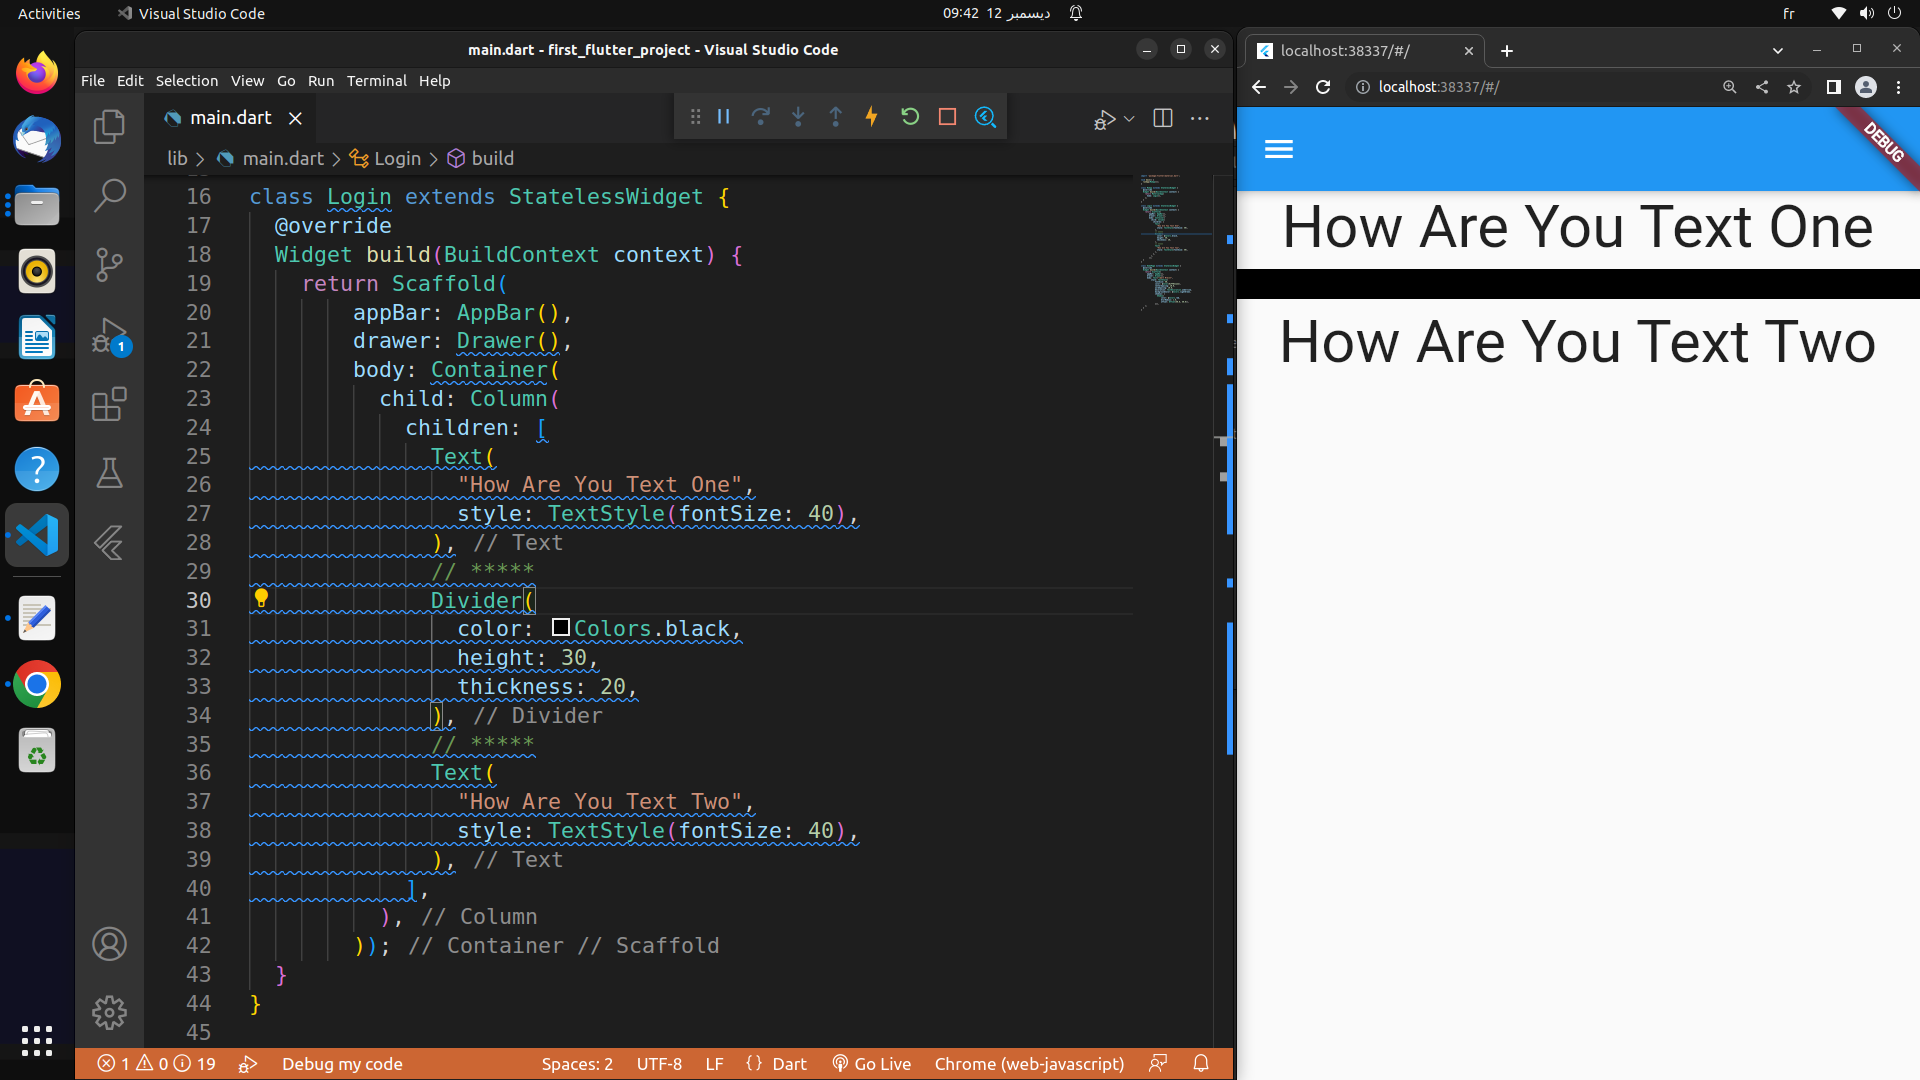 Activities
Visual Studio Code
09:42 12 ديسمبر
fr
main.dart - first_flutter_project - Visual Studio Code
File Edit Selection View Go Run Terminal Help
main.dart
lib > main.dart > Login > build
16 class Login extends StatelessWidget {
17 @override
18 Widget build(BuildContext context) {
19 return Scaffold(
20 appBar: AppBar(),
21 drawer: Drawer(),
22 body: Container(
23 child: Column(
24 children: [
25 Text(
26 "How Are You Text One",
27 style: TextStyle(fontSize: 40),
28 ), // Text
29 // *****
30 Divider(
31 color: Colors.black,
32 height: 30,
33 thickness: 20,
34 ), // Divider
35 // *****
36 Text(
37 "How Are You Text Two",
38 style: TextStyle(fontSize: 40),
39 ), // Text
40 ],
41 ), // Column
42 )); // Container // Scaffold
43 }
44 }
45
1
1 0 19 Debug my code Spaces: 2 UTF-8 LF {} Dart Go Live Chrome (web-javascript)
localhost:38337/#/
localhost:38337/#/
DEBUG
How Are You Text One
How Are You Text Two